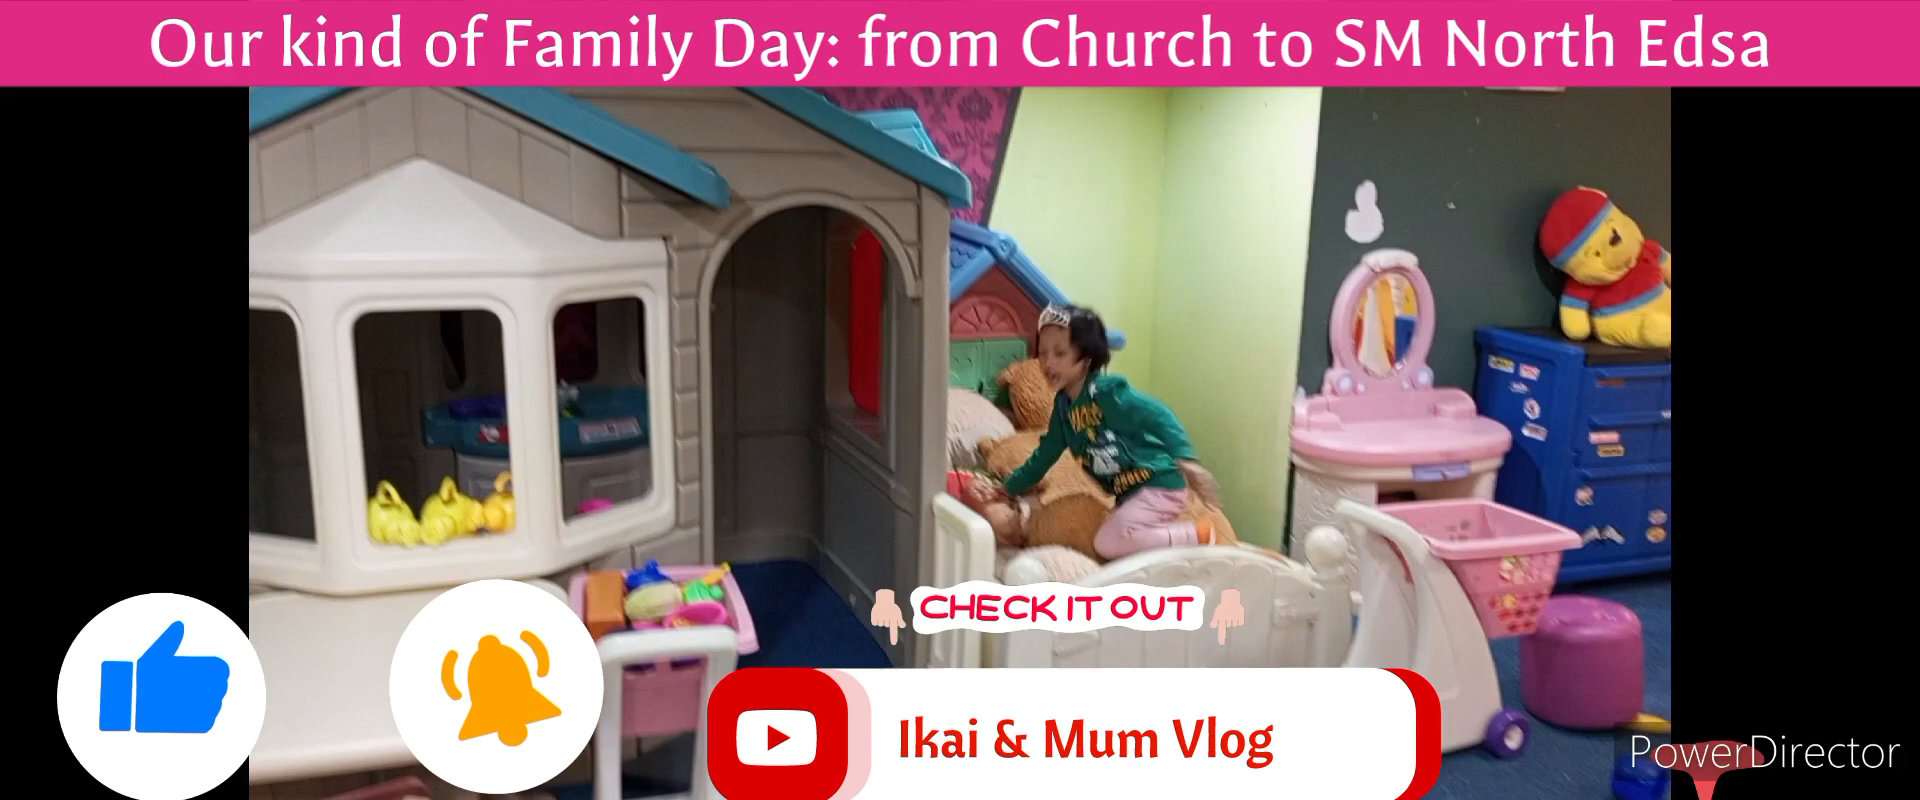 Our kind of Family Day: from Church to SM North Edsa
CHECK IT OUT
Ikai & Mum Vlog
PowerDirector